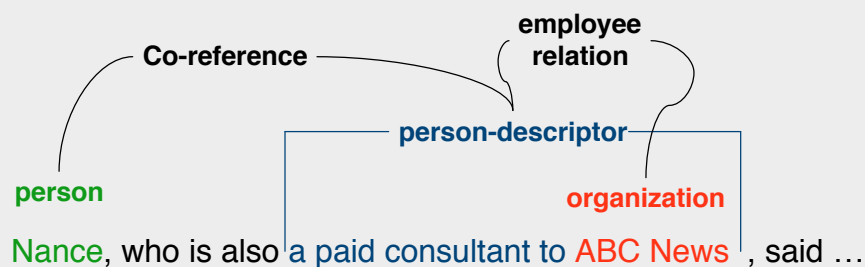 employee
relation
Co-reference
person-descriptor
person
organization
Nance, who is also a paid consultant to ABC News , said …